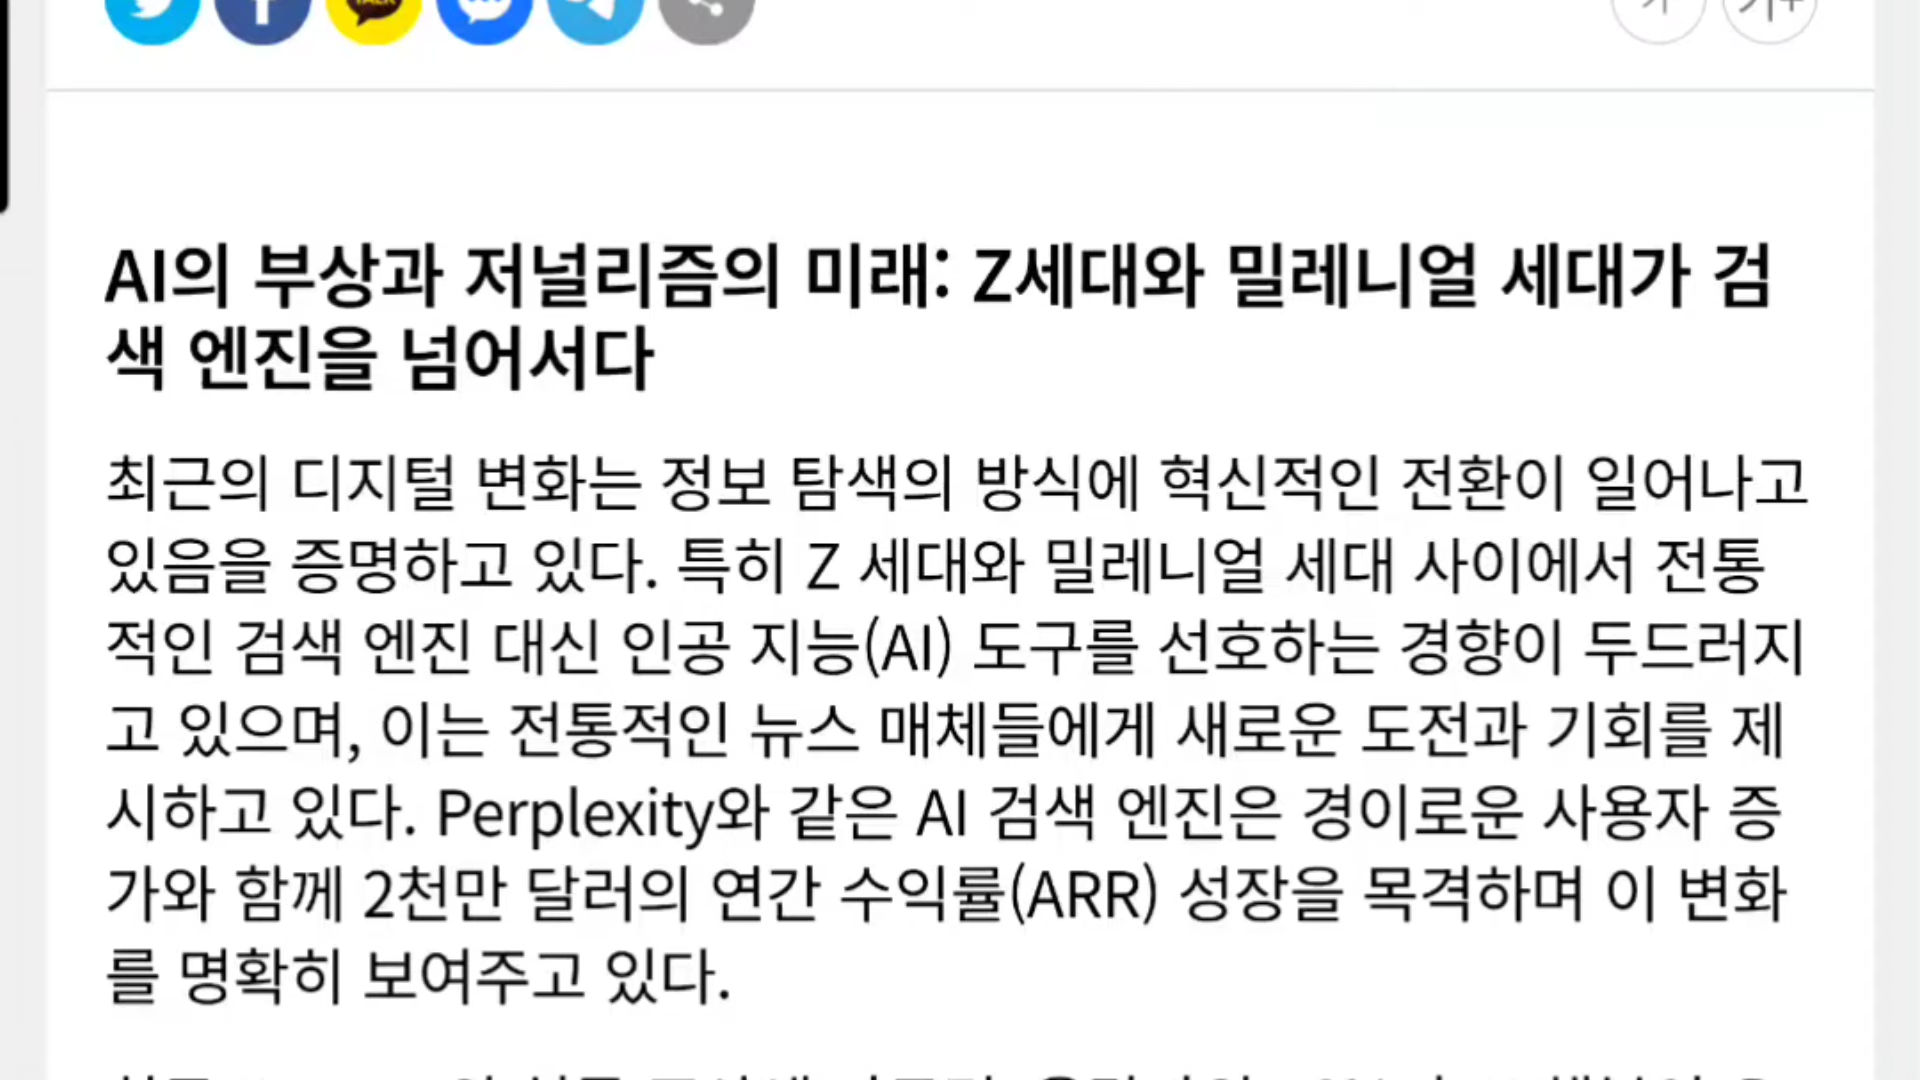 TALK
AI의 부상과 저널리즘의 미래: Z세대와 밀레니얼 세대가 검
색 엔진을 넘어서다
최근의 디지털 변화는 정보 탐색의 방식에 혁신적인 전환이 일어나고
있음을 증명하고 있다. 특히 Z 세대와 밀레니얼 세대 사이에서 전통
적인 검색 엔진 대신 인공 지능(AI) 도구를 선호하는 경향이 두드러지
고 있으며, 이는 전통적인 뉴스 매체들에게 새로운 도전과 기회를 제
시하고 있다. Perplexity와 같은 AI 검색 엔진은 경이로운 사용자 증
가와 함께 2천만 달러의 연간 수익률(ARR) 성장을 목격하며 이 변화
를 명확히 보여주고 있다.